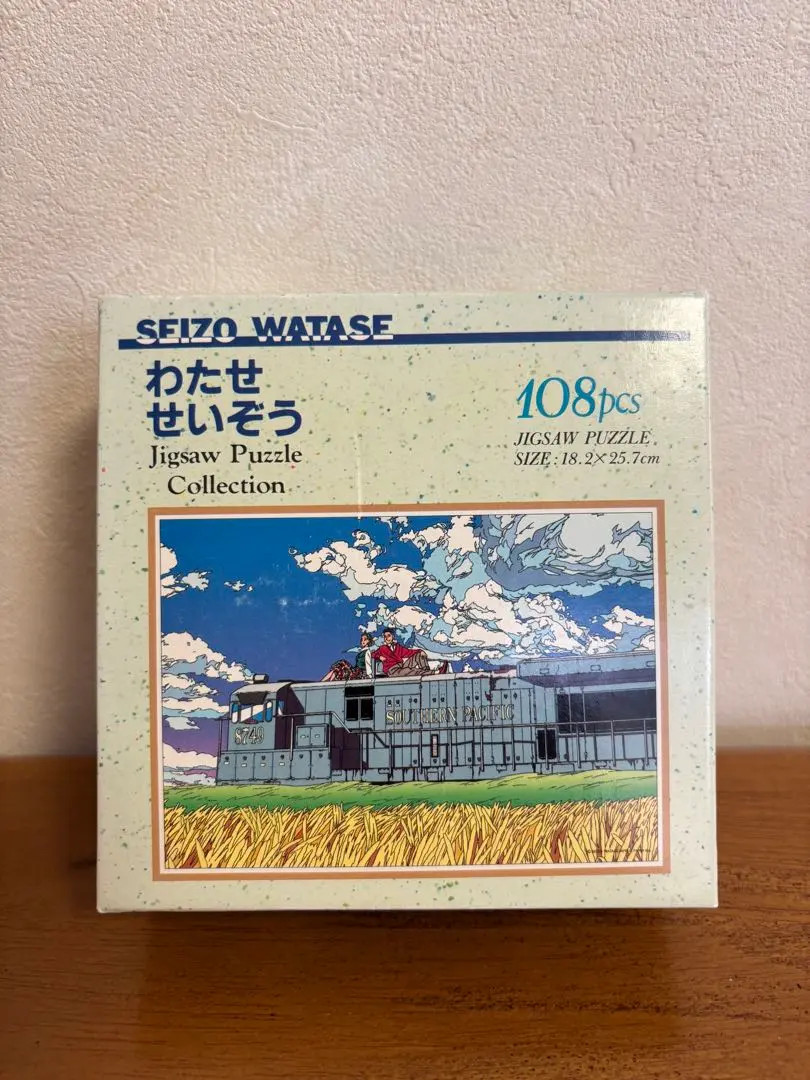 SEIZO WATASE
わたせ
せいぞう
Jigsaw Puzzle
Collection
108pcs
JIGSAW PUZZLE
SIZE : 18.2×25.7cm
SOUTHERN PACIFIC
8749